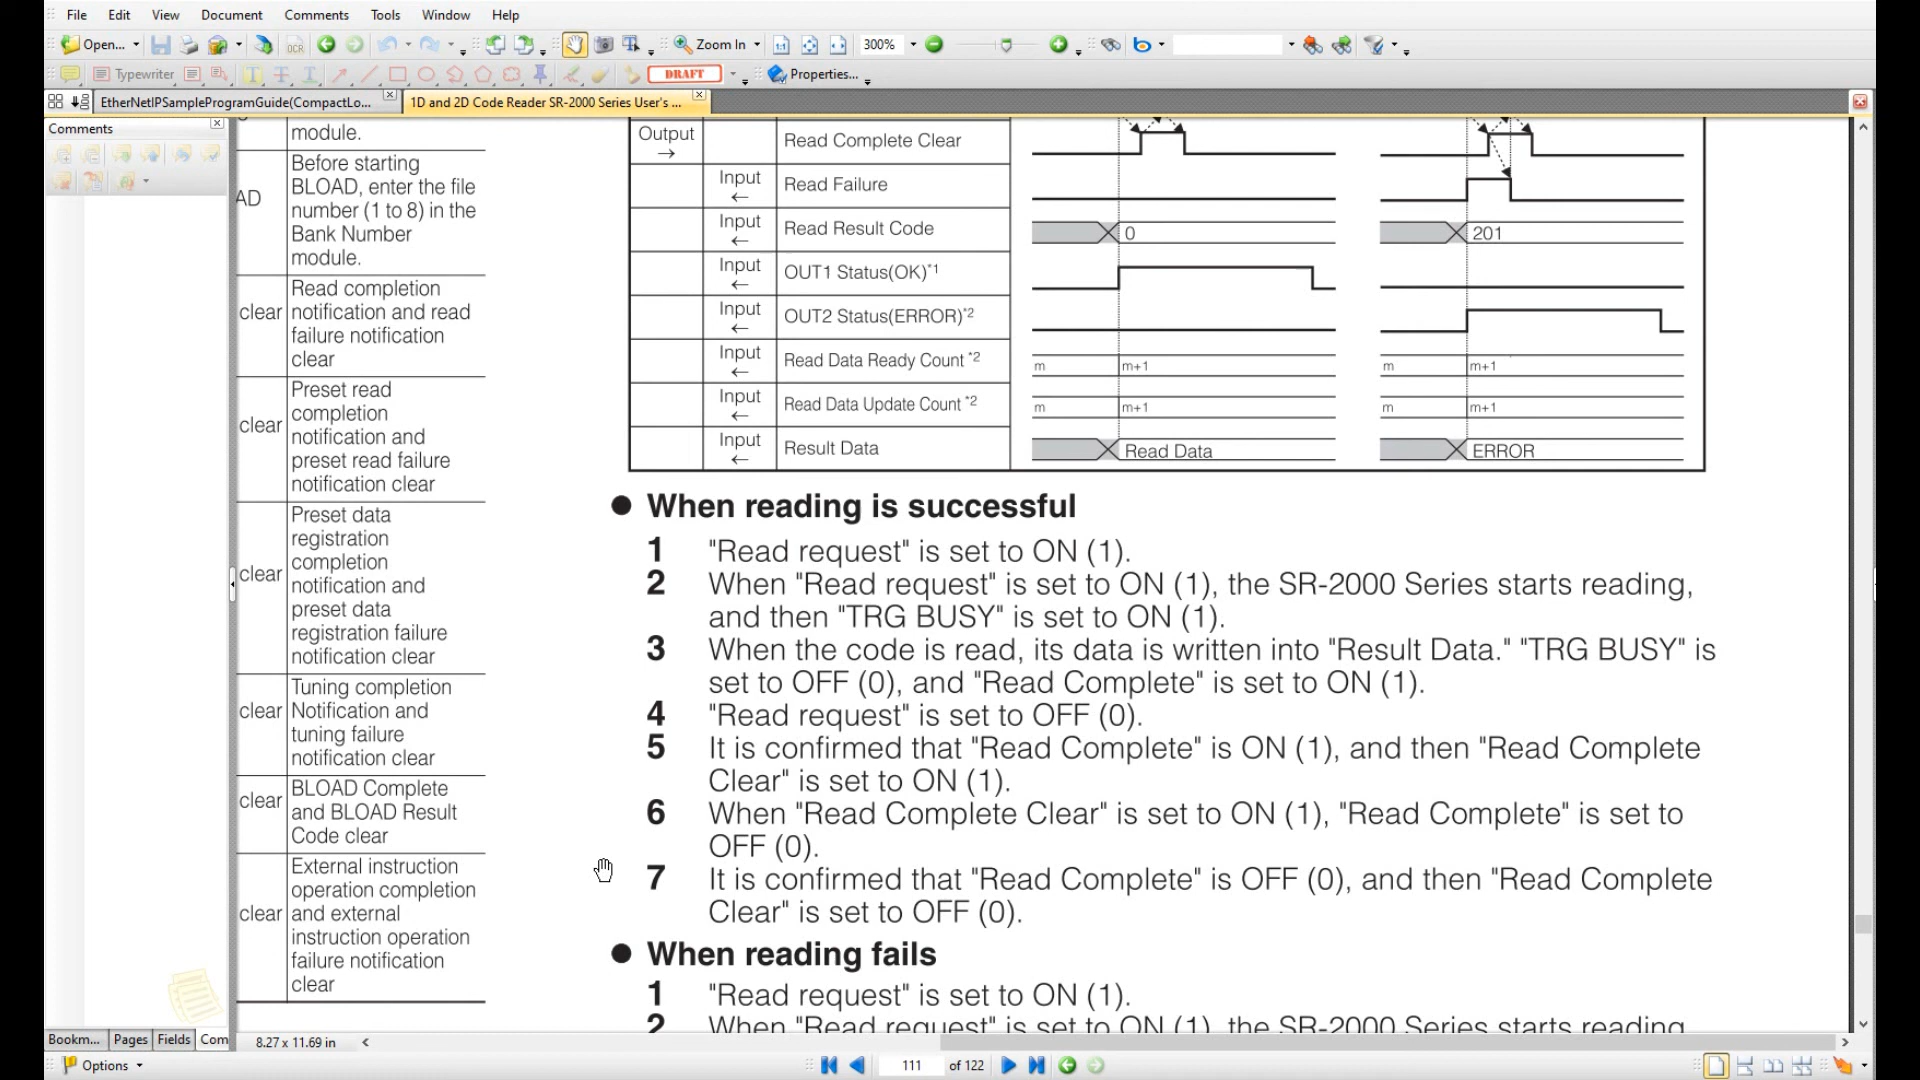 File Edit View Document Comments Tools Window Help
Open... OCR Zoom In 300%
Typewriter DRAFT Properties...
EtherNetIPSampleProgramGuide(CompactLo... 1D and 2D Code Reader SR-2000 Series User's ...
Comments
module.
AD
Before starting
BLOAD, enter the file
number (1 to 8) in the
Bank Number
module.
clear
Read completion
notification and read
failure notification
clear
clear
Preset read
completion
notification and
preset read failure
notification clear
clear
Preset data
registration
completion
notification and
preset data
registration failure
notification clear
clear
Tuning completion
Notification and
tuning failure
notification clear
clear
BLOAD Complete
and BLOAD Result
Code clear
clear
External instruction
operation completion
and external
instruction operation
failure notification
clear
Output → Read Complete Clear
Input ← Read Failure
Input ← Read Result Code 0 201
Input ← OUT1 Status(OK)*1
Input ← OUT2 Status(ERROR)*2
Input ← Read Data Ready Count *2 m m+1 m m+1
Input ← Read Data Update Count *2 m m+1 m m+1
Input ← Result Data Read Data ERROR
● When reading is successful
1 "Read request" is set to ON (1).
2 When "Read request" is set to ON (1), the SR-2000 Series starts reading,
and then "TRG BUSY" is set to ON (1).
3 When the code is read, its data is written into "Result Data." "TRG BUSY" is
set to OFF (0), and "Read Complete" is set to ON (1).
4 "Read request" is set to OFF (0).
5 It is confirmed that "Read Complete" is ON (1), and then "Read Complete
Clear" is set to ON (1).
6 When "Read Complete Clear" is set to ON (1), "Read Complete" is set to
OFF (0).
7 It is confirmed that "Read Complete" is OFF (0), and then "Read Complete
Clear" is set to OFF (0).
● When reading fails
1 "Read request" is set to ON (1).
2 When "Read request" is set to ON (1), the SR-2000 Series starts reading
Bookm... Pages Fields Com 8.27 x 11.69 in
Options 111 of 122